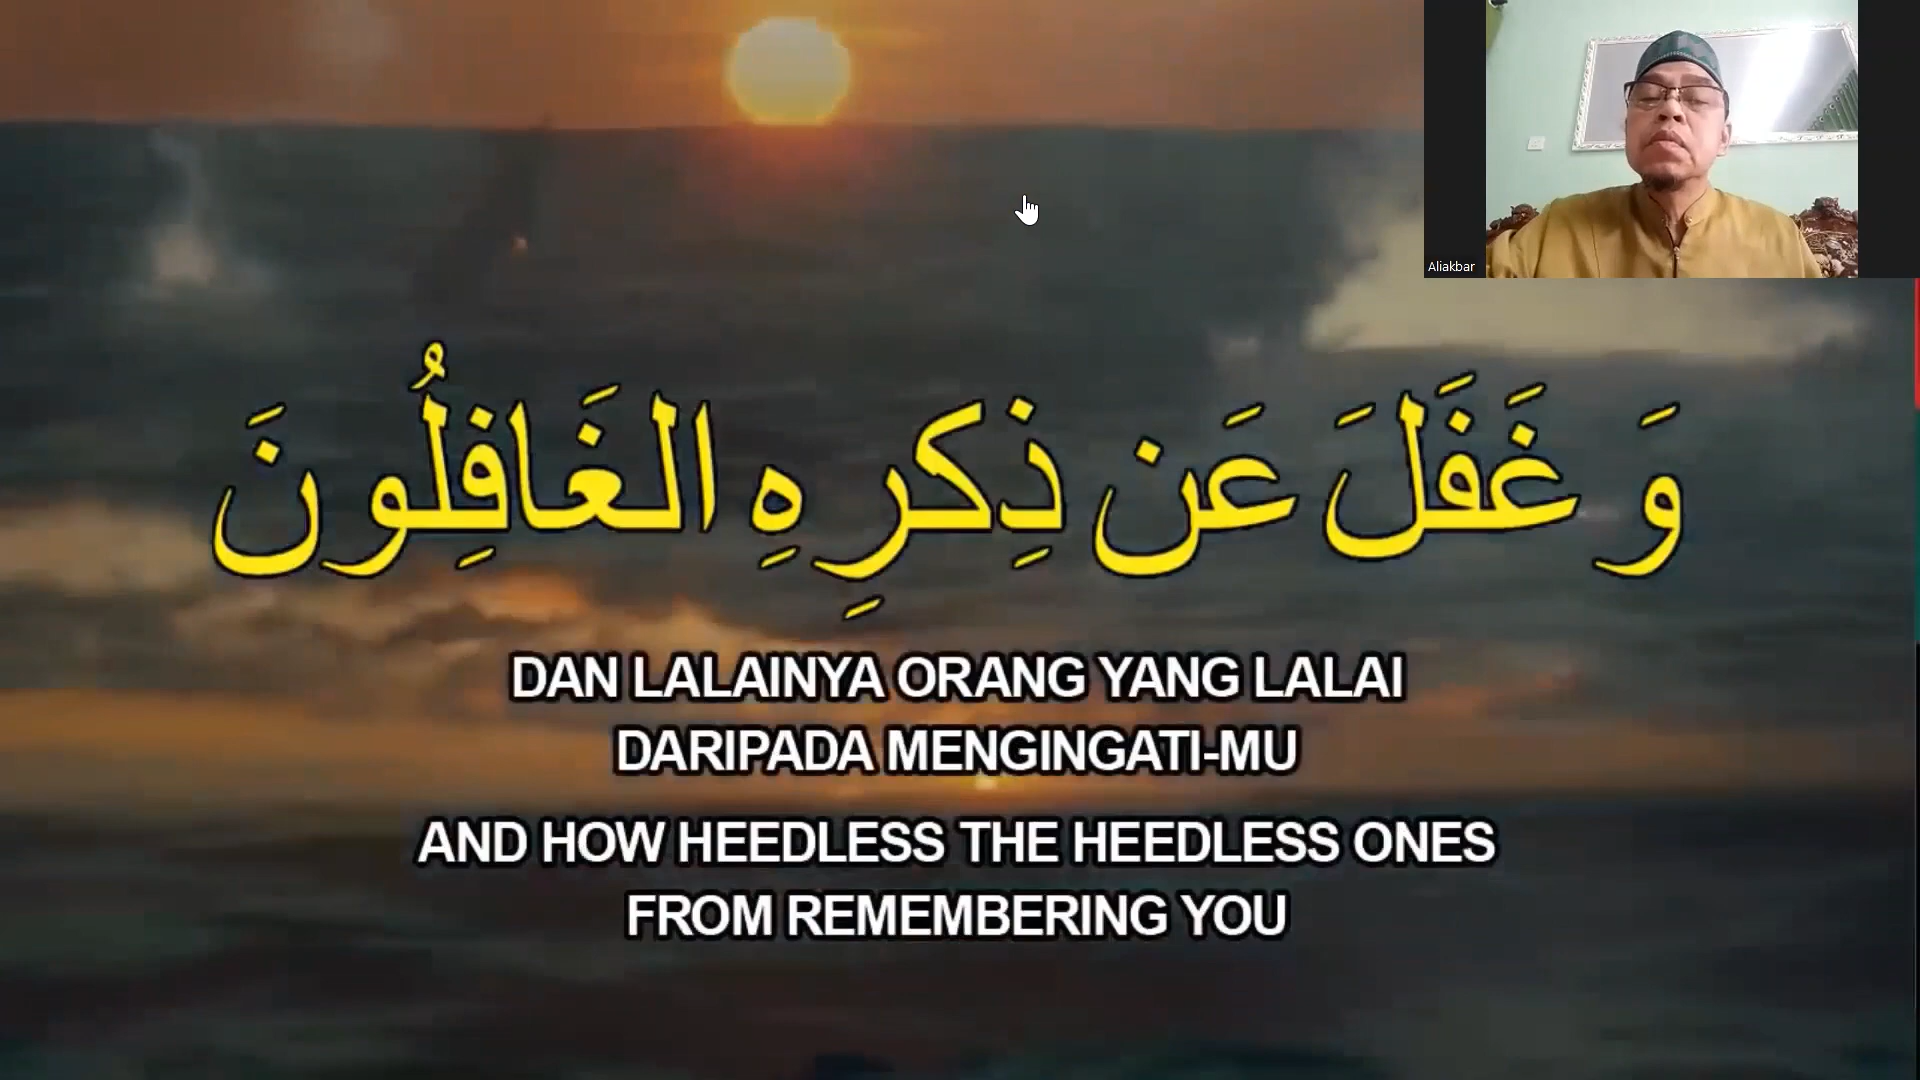 Aliakbar
وَ غَفَلَ عَن ذِكرِهِ الغَافِلُونَ
DAN LALAINYA ORANG YANG LALAI
DARIPADA MENGINGATI-MU
AND HOW HEEDLESS THE HEEDLESS ONES
FROM REMEMBERING YOU